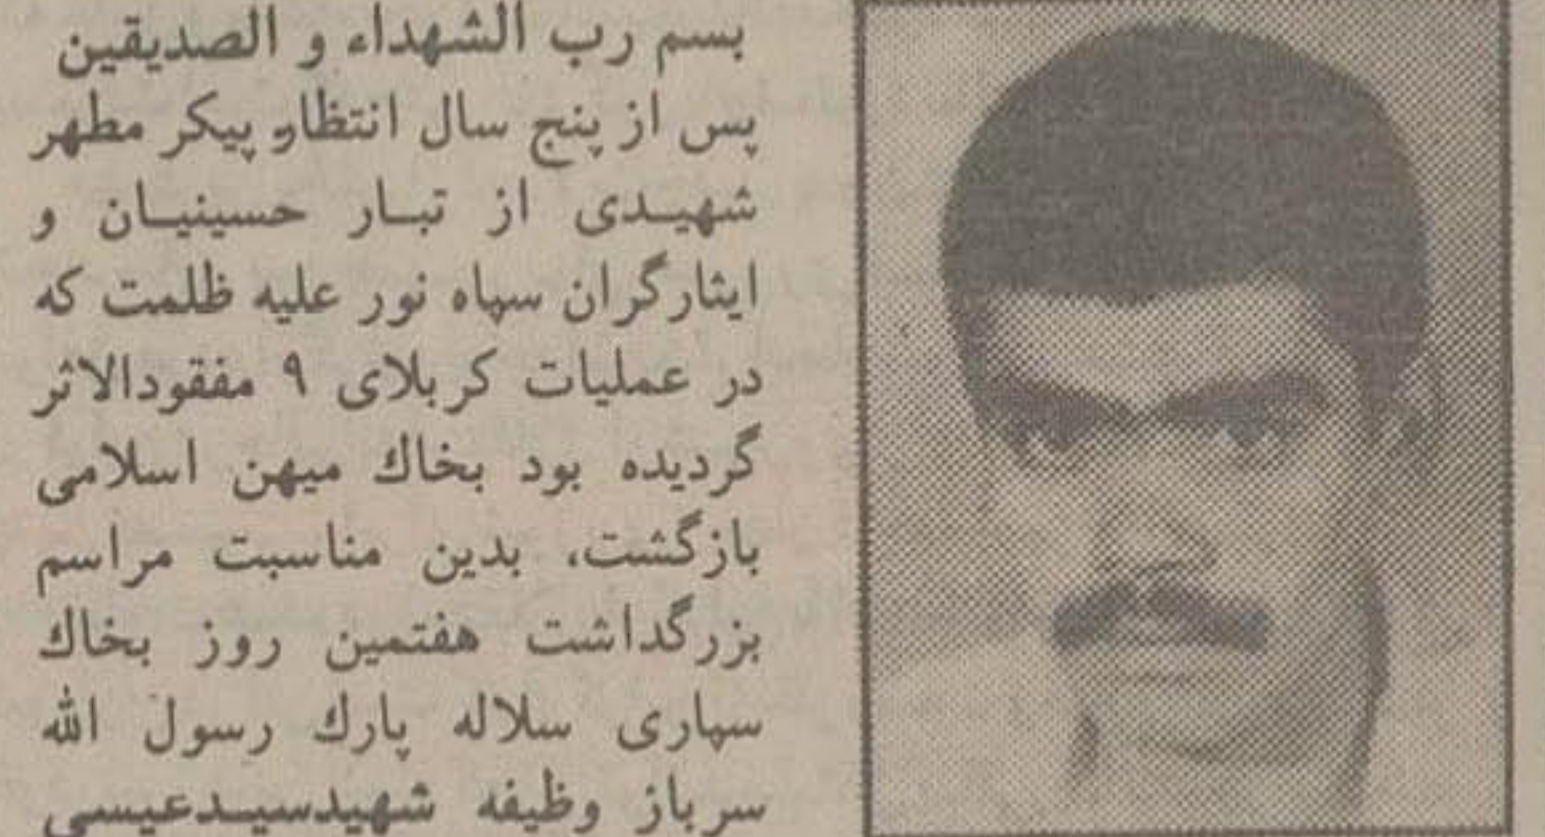 بسم رب الشهداء و الصدیقین
پس از پنج سال انتظار پیکر مطهر
شهیدی از تبار حسینیان و
ایثارگران سپاه نور علیه ظلمت که
در عملیات کربلای ۹ مفقودالاثر
گردیده بود بخاك میهن اسلامی
بازگشت، بدین مناسبت مراسم
بزرگداشت هفتمین روز بخاك
سپاری سلاله پارك رسول الله
سرباز وظیفه شهیدسیدعیسی